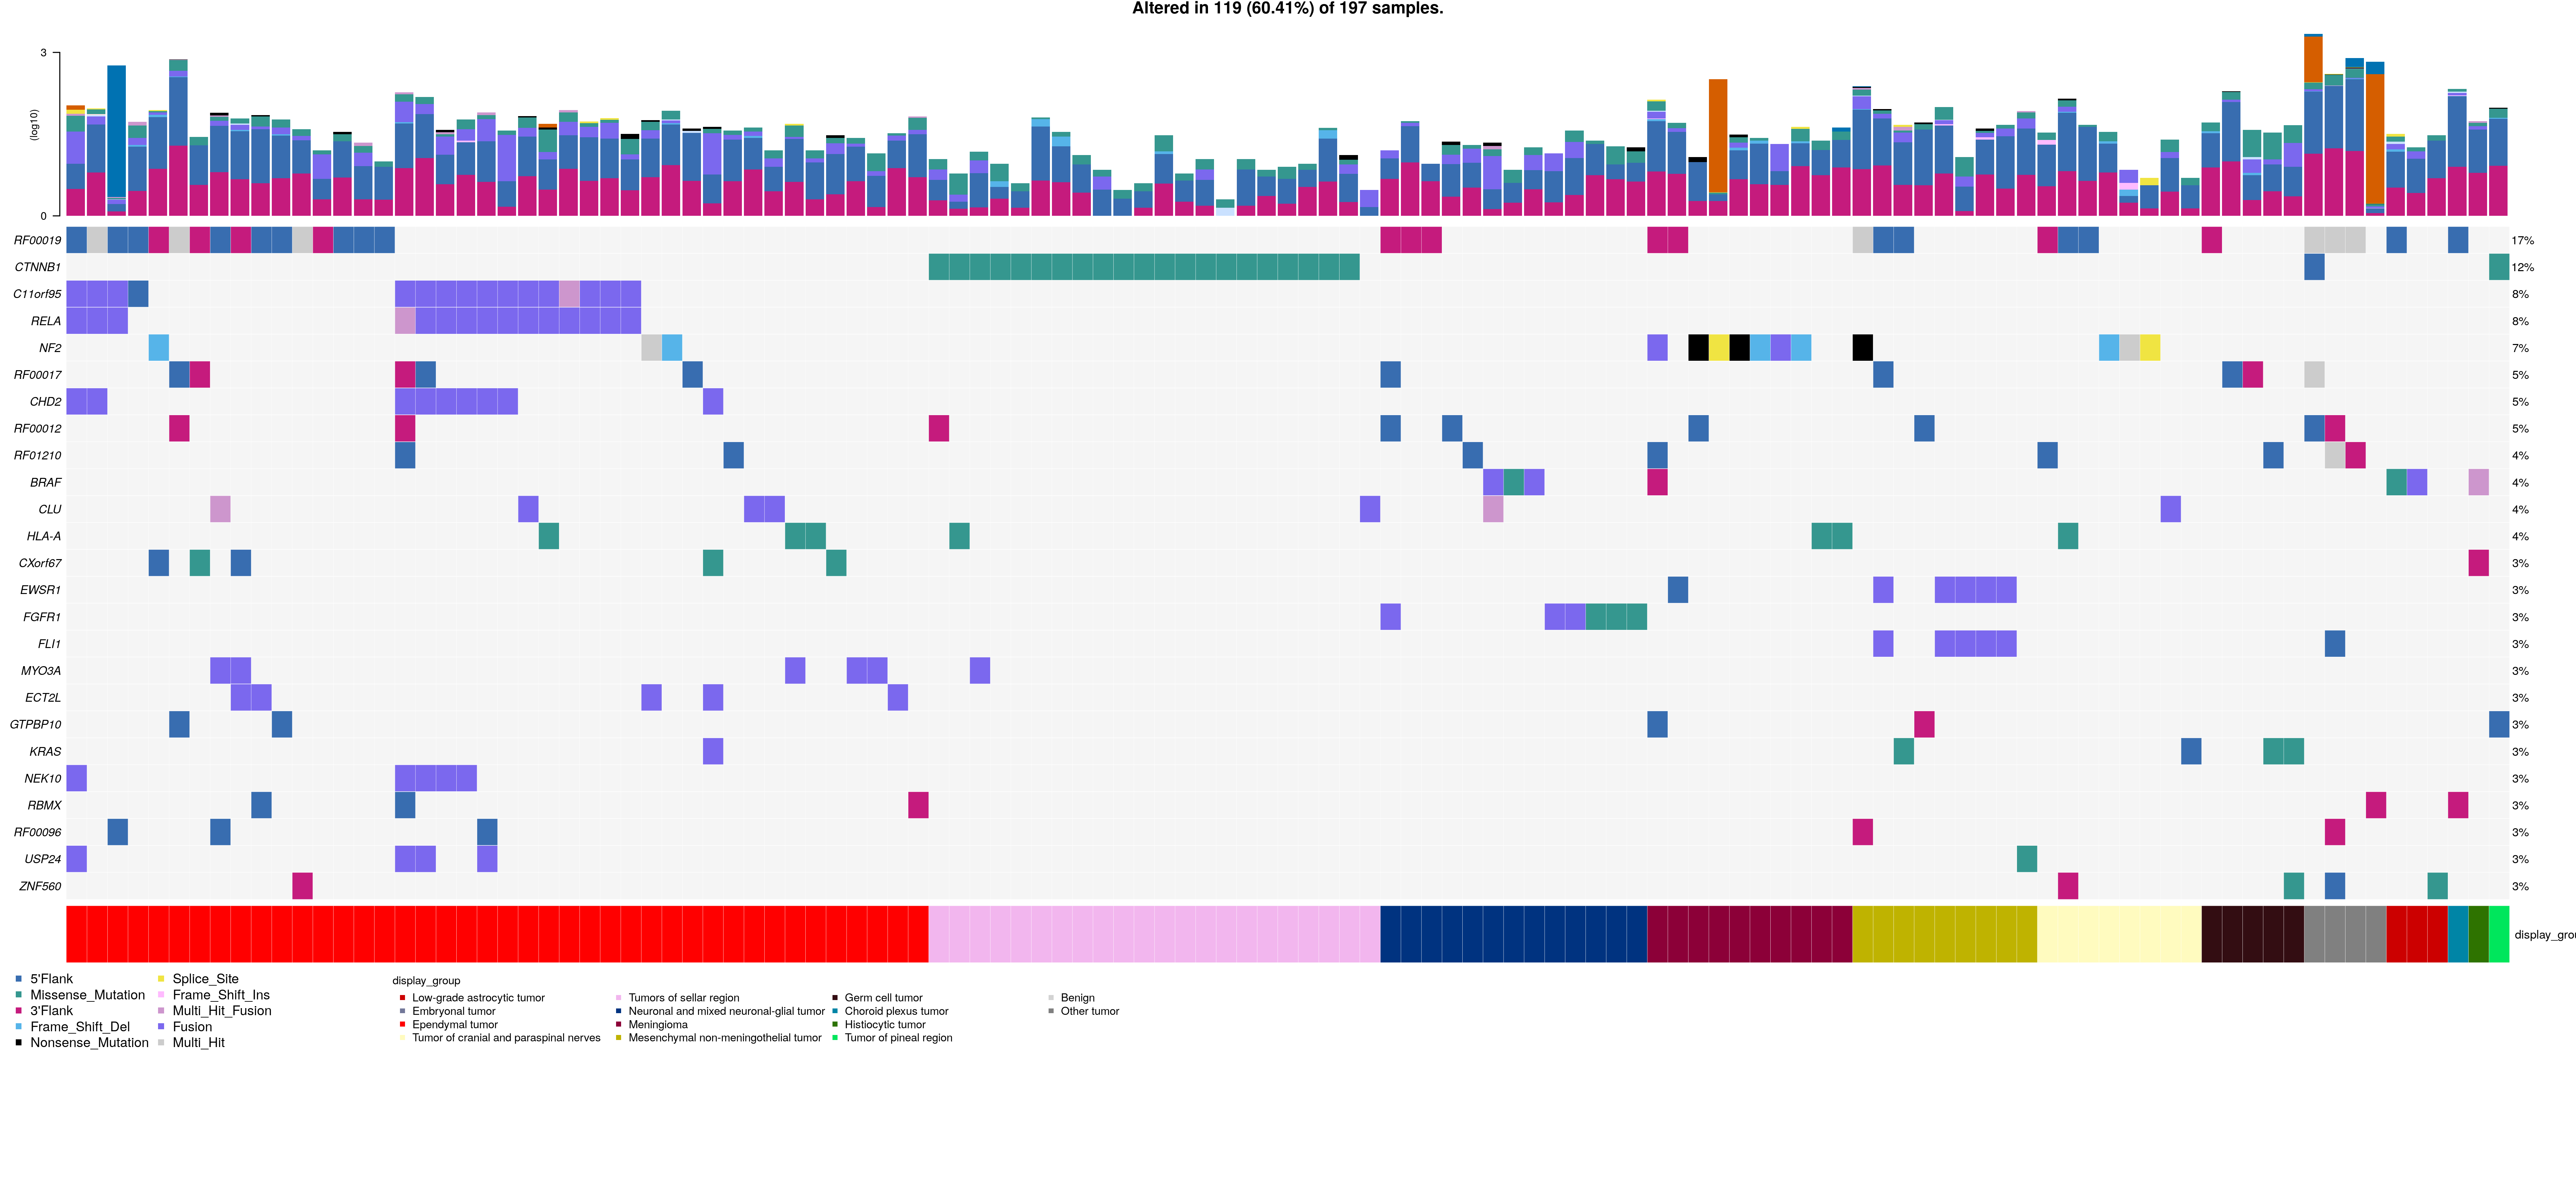 Altered in 119 (60.41%) of 197 samples.
3
(log10)
0
RF00019 17%
CTNNB1 12%
C11orf95 8%
RELA 8%
NF2 7%
RF00017 5%
CHD2 5%
RF00012 5%
RF01210 4%
BRAF 4%
CLU 4%
HLA-A 4%
CXorf67 3%
EWSR1 3%
FGFR1 3%
FLI1 3%
MYO3A 3%
ECT2L 3%
GTPBP10 3%
KRAS 3%
NEK10 3%
RBMX 3%
RF00096 3%
USP24 3%
ZNF560 3%
display_grou
5'Flank
Missense_Mutation
3'Flank
Frame_Shift_Del
Nonsense_Mutation
Splice_Site
Frame_Shift_Ins
Multi_Hit_Fusion
Fusion
Multi_Hit
display_group
Low-grade astrocytic tumor
Embryonal tumor
Ependymal tumor
Tumor of cranial and paraspinal nerves
Tumors of sellar region
Neuronal and mixed neuronal-glial tumor
Meningioma
Mesenchymal non-meningothelial tumor
Germ cell tumor
Choroid plexus tumor
Histiocytic tumor
Tumor of pineal region
Benign
Other tumor